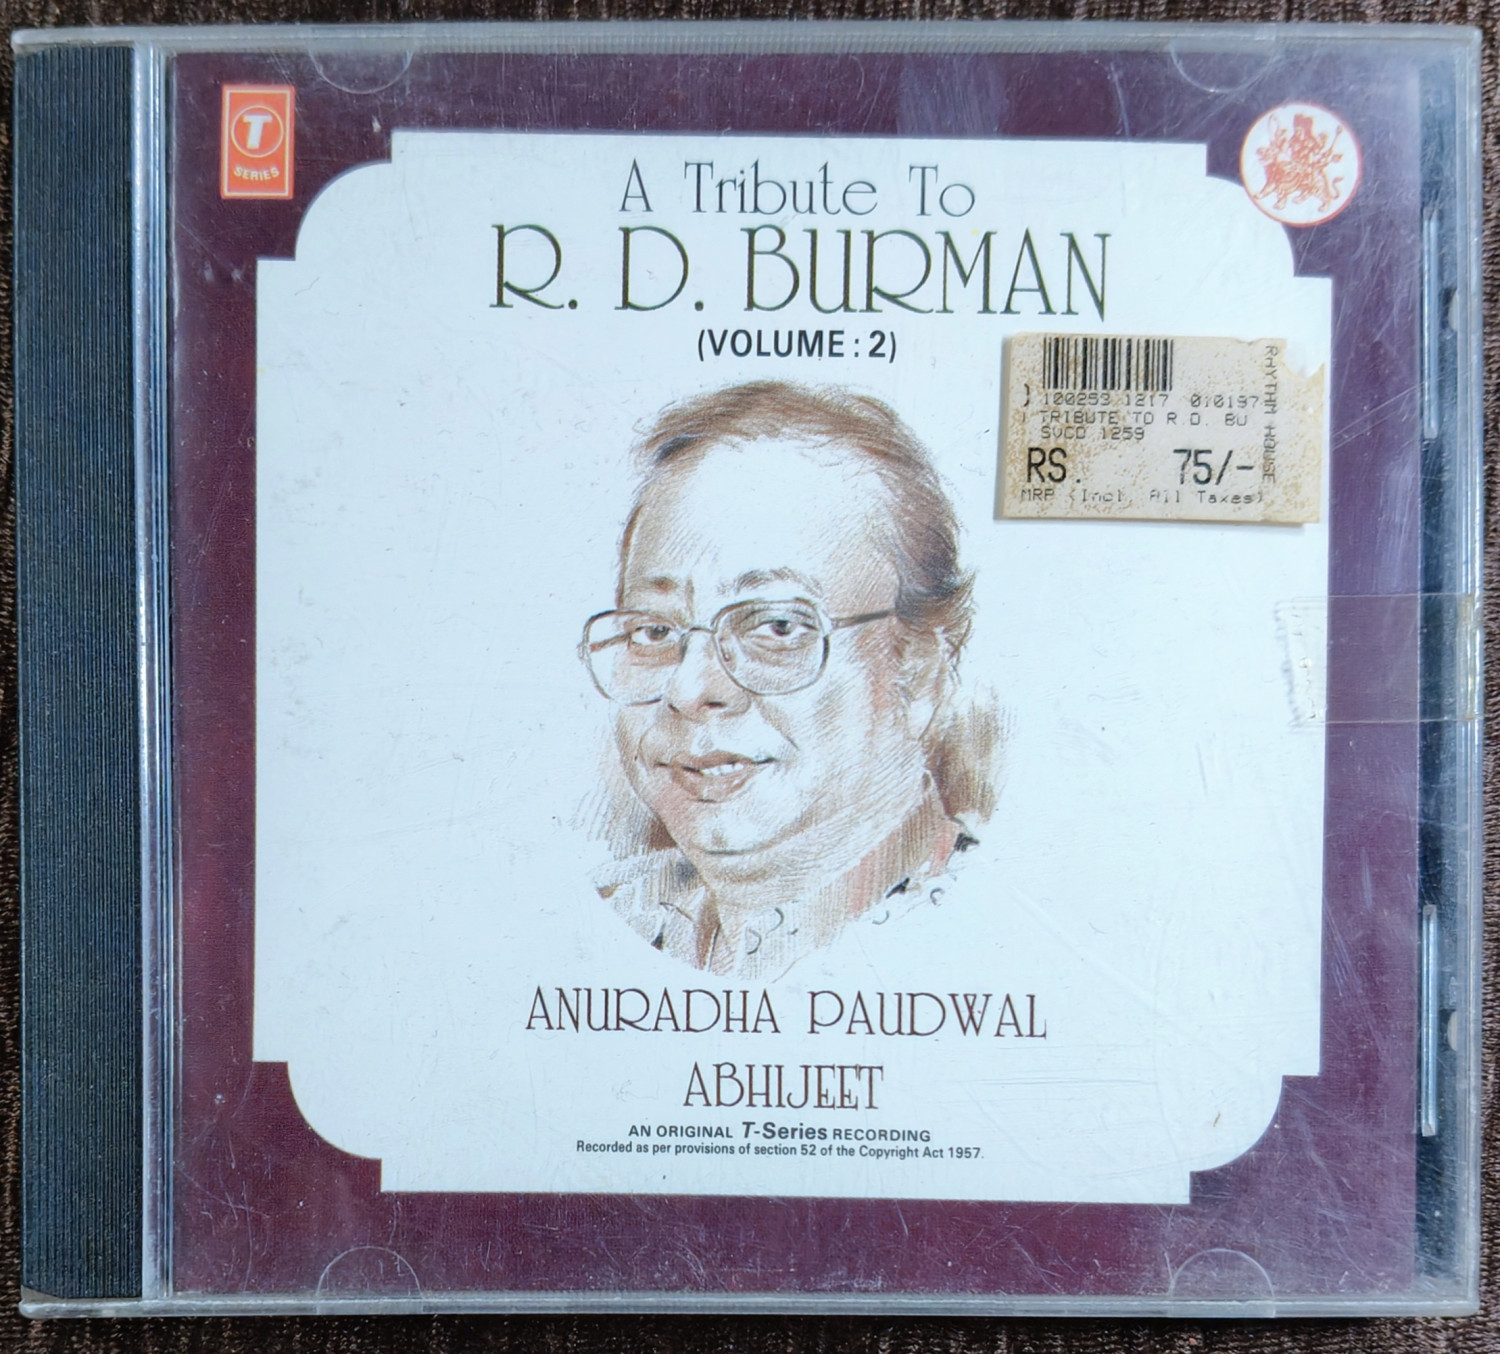 T
SERIES
A Tribute To
R. D. BURMAN
(VOLUME : 2)
RHYTHM HOUSE
) 100253 1217 010197
TRIBUTE TO R D. BU
SVCD 1259
RS. 75/-
MRP (Incl. All Taxes)
ANURADHA PAUDWAL
ABHIJEET
AN ORIGINAL T-Series RECORDING
Recorded as per provisions of section 52 of the Copyright Act 1957.